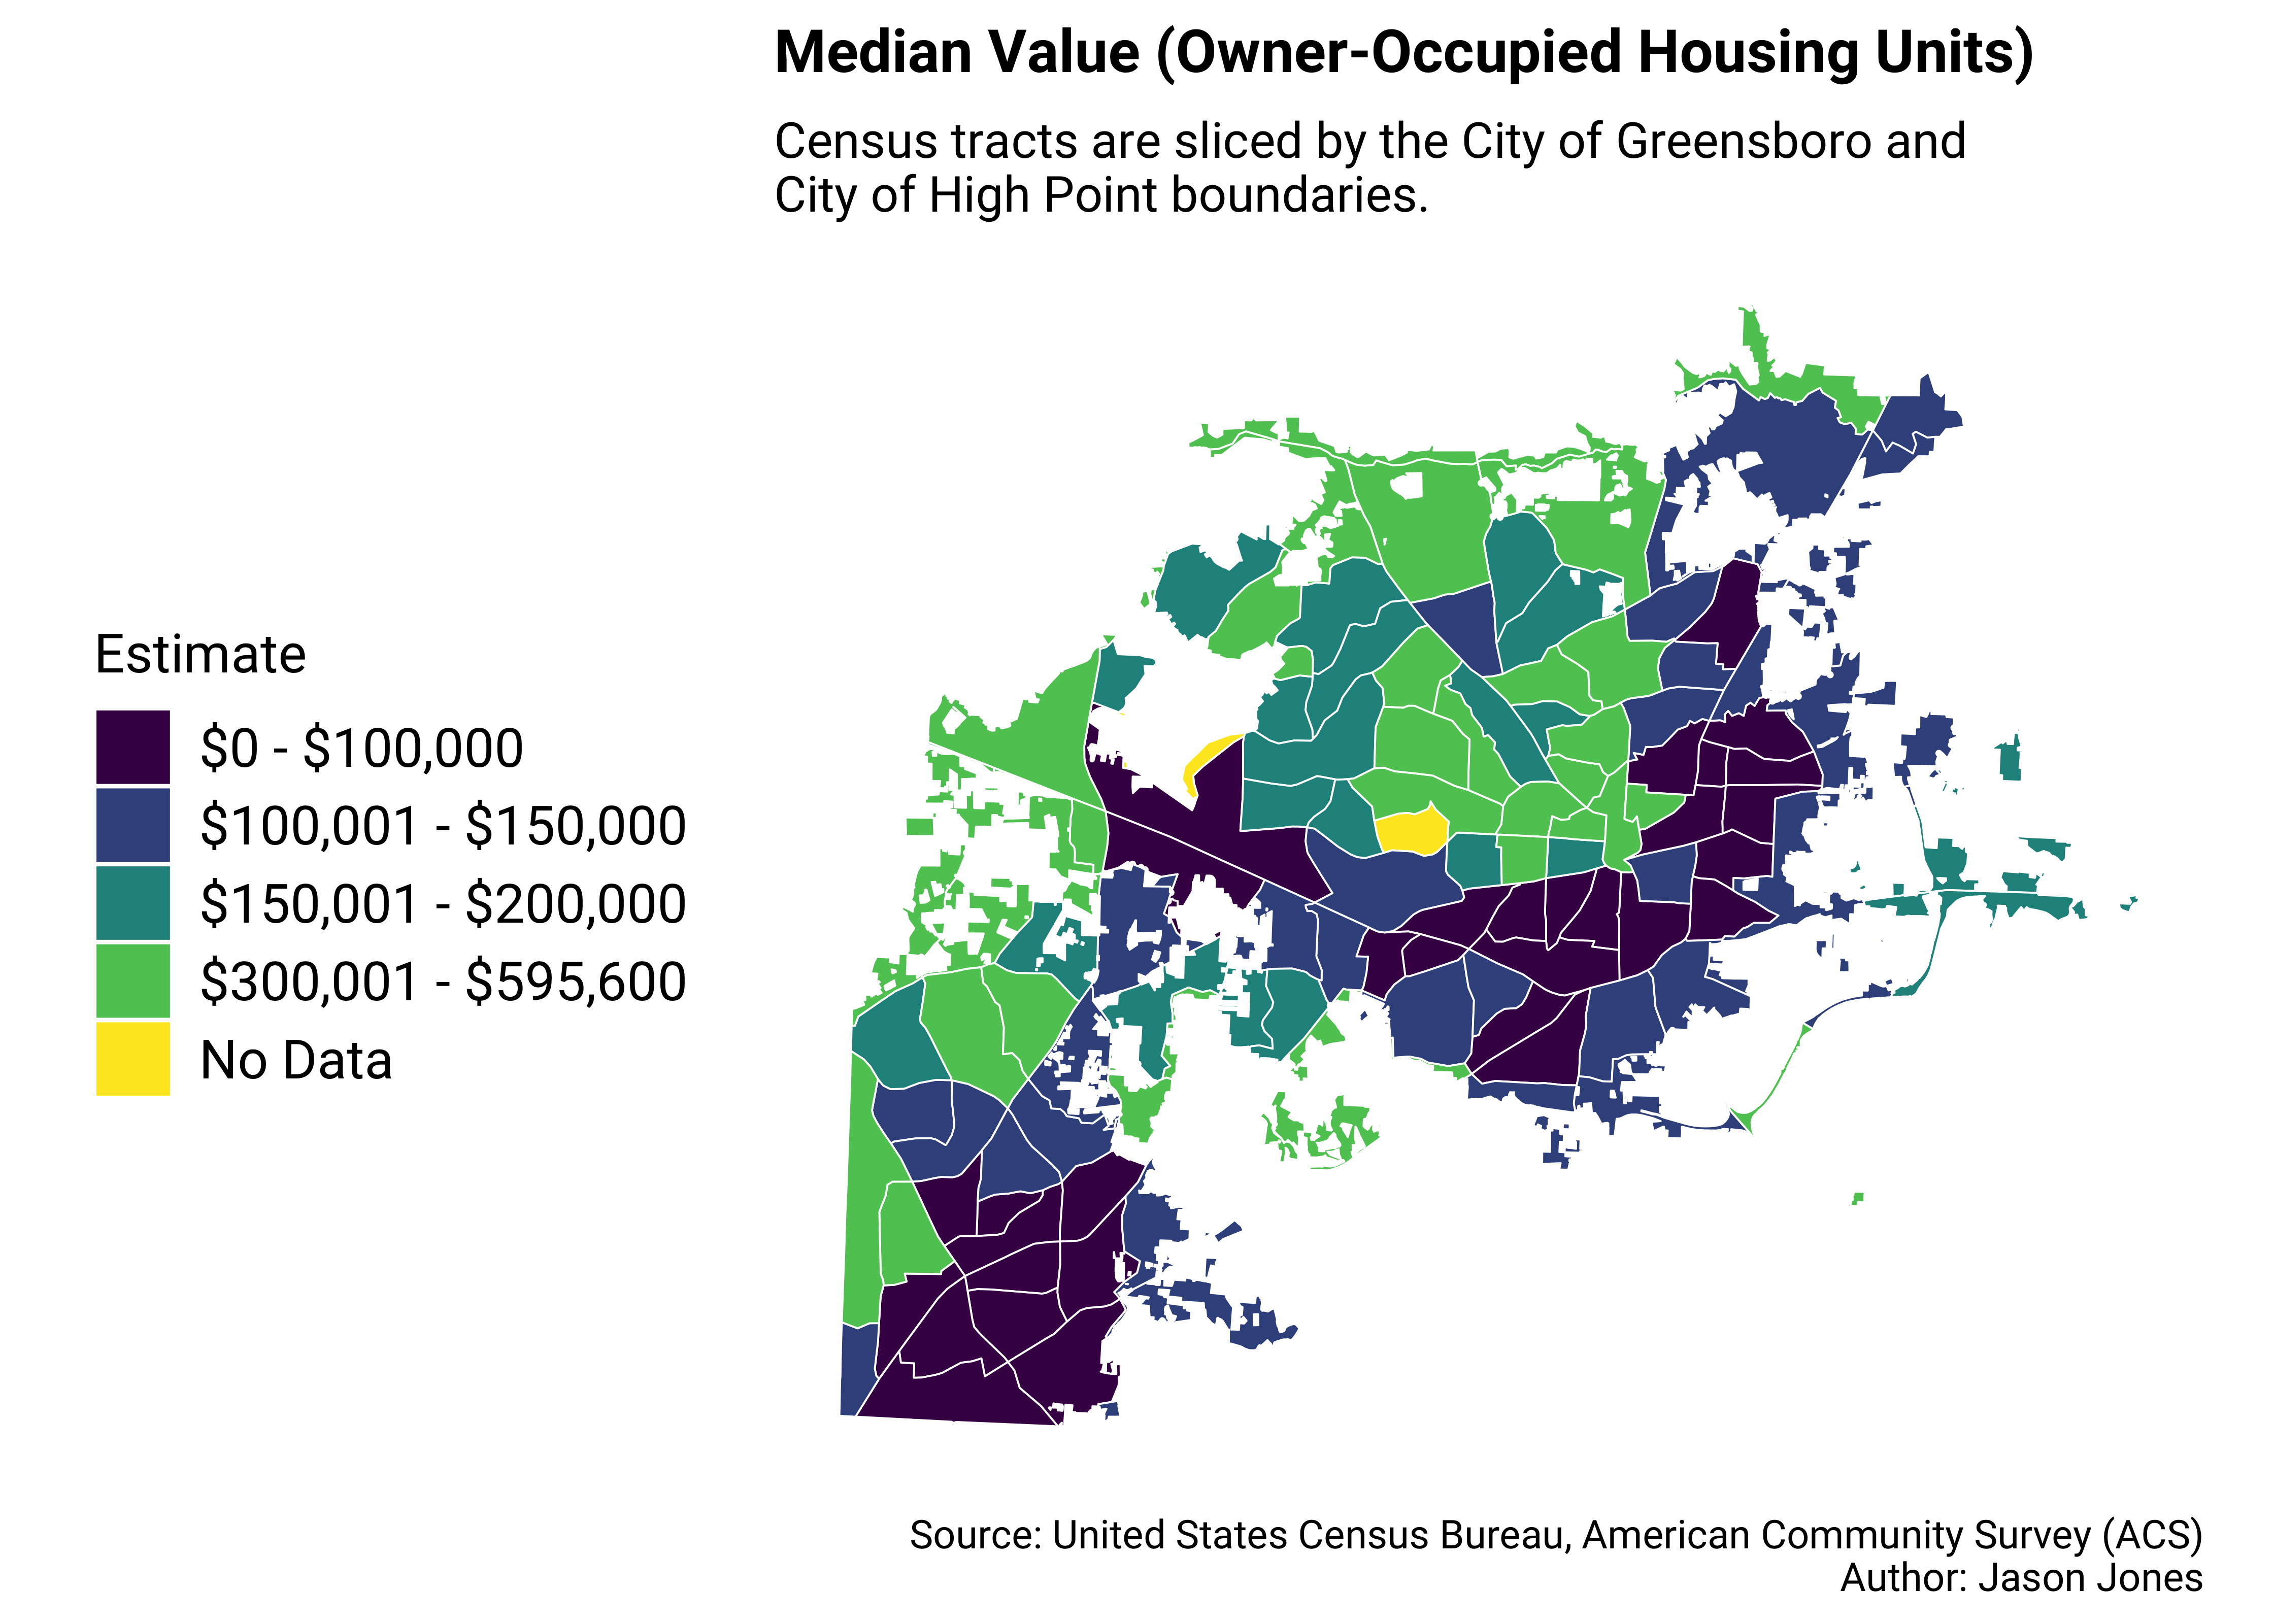 Median Value (Owner-Occupied Housing Units)
Census tracts are sliced by the City of Greensboro and
City of High Point boundaries.
Estimate
$0 - $100,000
$100,001 - $150,000
$150,001 - $200,000
$300,001 - $595,600
No Data
Source: United States Census Bureau, American Community Survey (ACS)
Author: Jason Jones